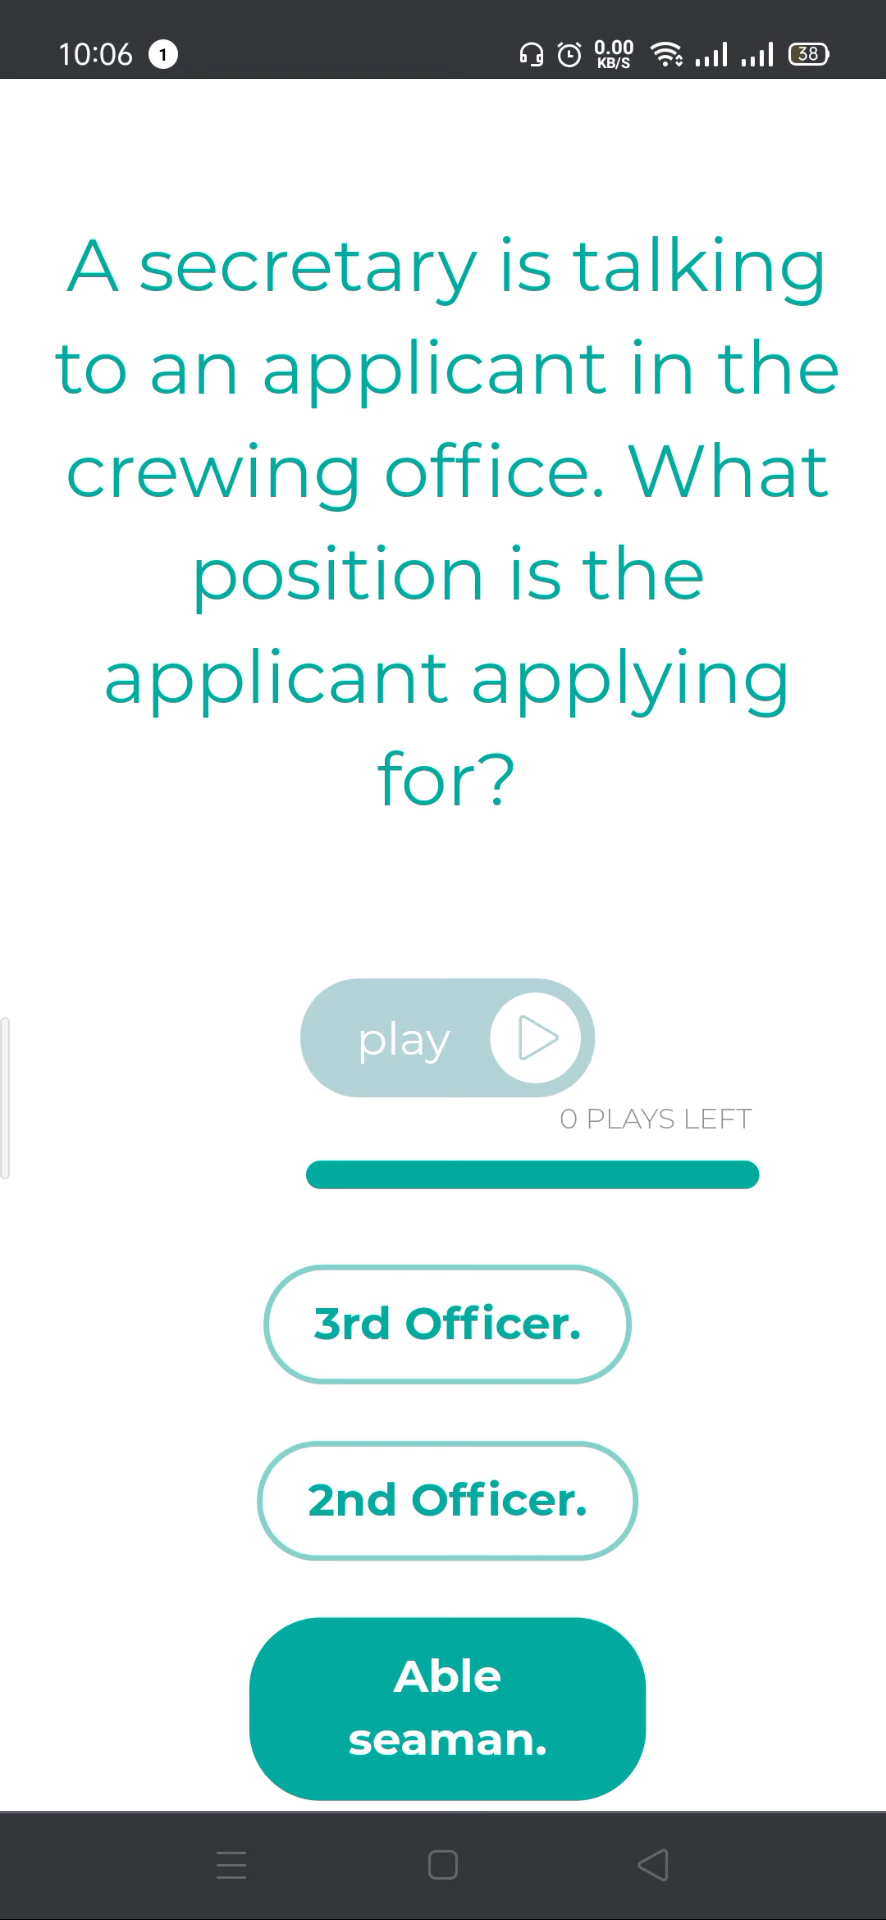 10:06 1 0.00 KB/S 38
A secretary is talking
to an applicant in the
crewing office. What
position is the
applicant applying
for?
play
0 PLAYS LEFT
3rd Officer.
2nd Officer.
Able
seaman.